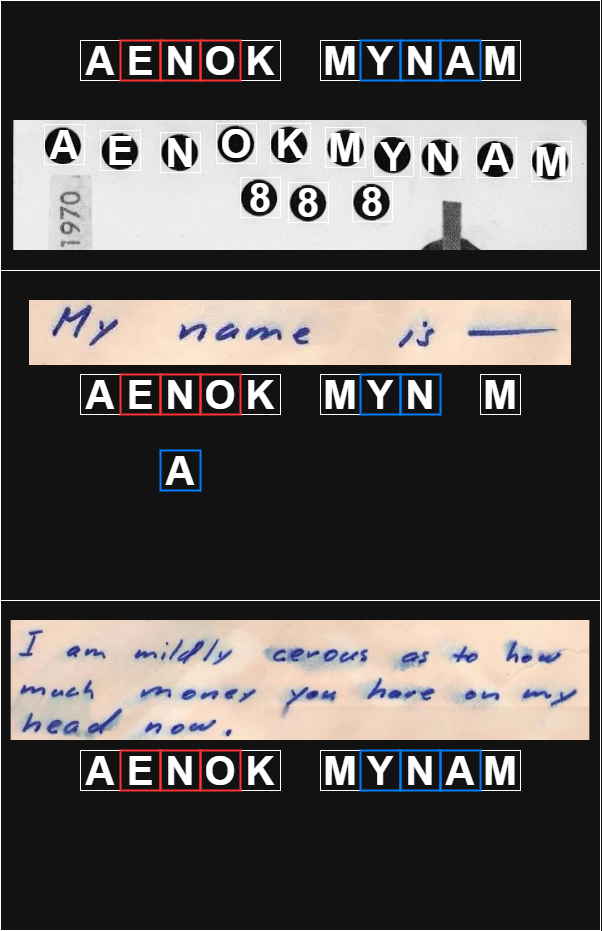 AENOK MYNAM
AENOKMYNAM
888
1970
My name is —
AENOK MYN M
A
I am mildly cerous as to how
much money you have on my
head now.
AENOK MYNAM